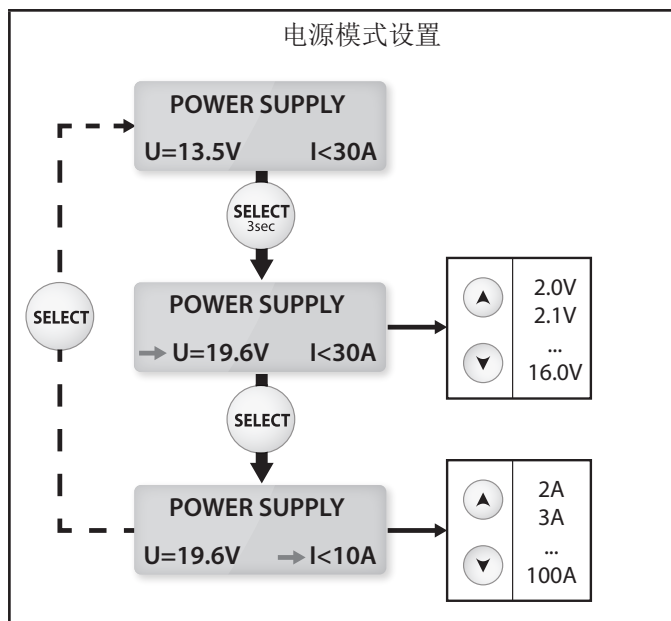 电源模式设置
POWER SUPPLY
U=13.5V I<30A
SELECT
3sec
POWER SUPPLY
U=19.6V I<30A
2.0V
2.1V
...
16.0V
SELECT
SELECT
POWER SUPPLY
U=19.6V I<10A
2A
3A
...
100A